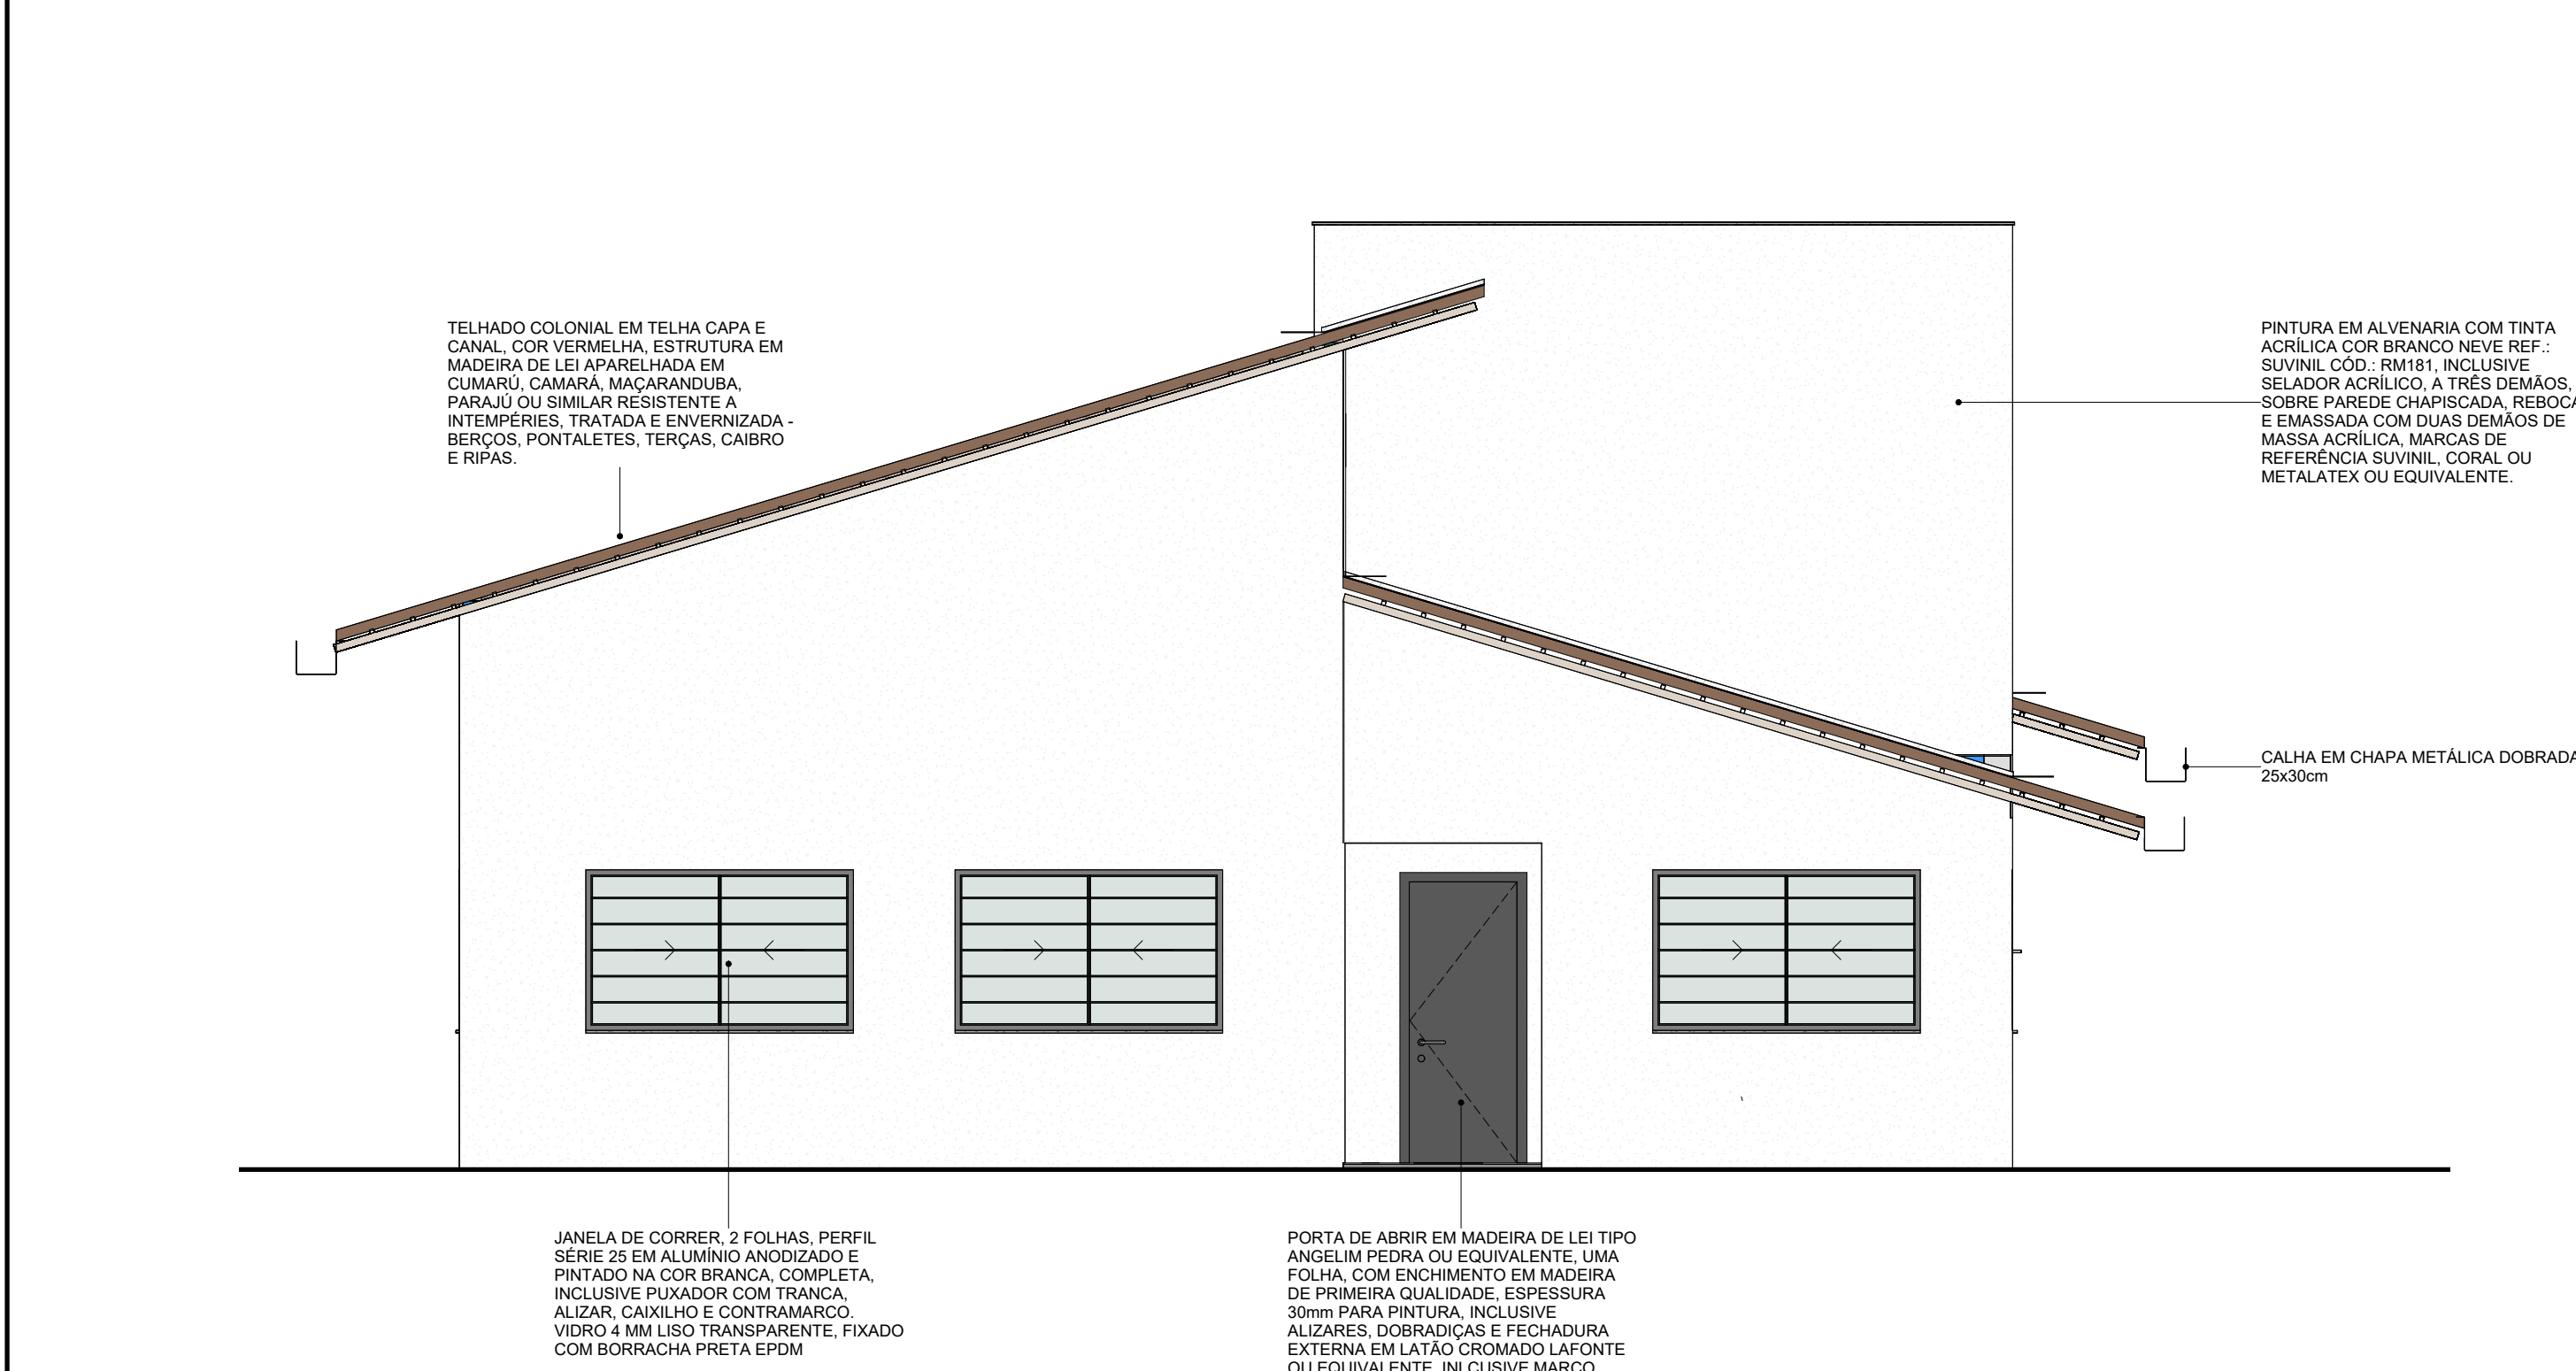 TELHADO COLONIAL EM TELHA CAPA E
CANAL, COR VERMELHA, ESTRUTURA EM
MADEIRA DE LEI APARELHADA EM
CUMARÚ, CAMARÁ, MAÇARANDUBA,
PARAJÚ OU SIMILAR RESISTENTE A
INTEMPÉRIES, TRATADA E ENVERNIZADA -
BERÇOS, PONTALETES, TERÇAS, CAIBRO
E RIPAS.
PINTURA EM ALVENARIA COM TINTA
ACRÍLICA COR BRANCO NEVE REF.:
SUVINIL CÓD.: RM181, INCLUSIVE
SELADOR ACRÍLICO, A TRÊS DEMÃOS,
SOBRE PAREDE CHAPISCADA, REBOCA
E EMASSADA COM DUAS DEMÃOS DE
MASSA ACRÍLICA, MARCAS DE
REFERÊNCIA SUVINIL, CORAL OU
METALATEX OU EQUIVALENTE.
CALHA EM CHAPA METÁLICA DOBRADA
25x30cm
JANELA DE CORRER, 2 FOLHAS, PERFIL
SÉRIE 25 EM ALUMÍNIO ANODIZADO E
PINTADO NA COR BRANCA, COMPLETA,
INCLUSIVE PUXADOR COM TRANCA,
ALIZAR, CAIXILHO E CONTRAMARCO.
VIDRO 4 MM LISO TRANSPARENTE, FIXADO
COM BORRACHA PRETA EPDM
PORTA DE ABRIR EM MADEIRA DE LEI TIPO
ANGELIM PEDRA OU EQUIVALENTE, UMA
FOLHA, COM ENCHIMENTO EM MADEIRA
DE PRIMEIRA QUALIDADE, ESPESSURA
30mm PARA PINTURA, INCLUSIVE
ALIZARES, DOBRADIÇAS E FECHADURA
EXTERNA EM LATÃO CROMADO LAFONTE
OU EQUIVALENTE, INLCUSIVE MARCO